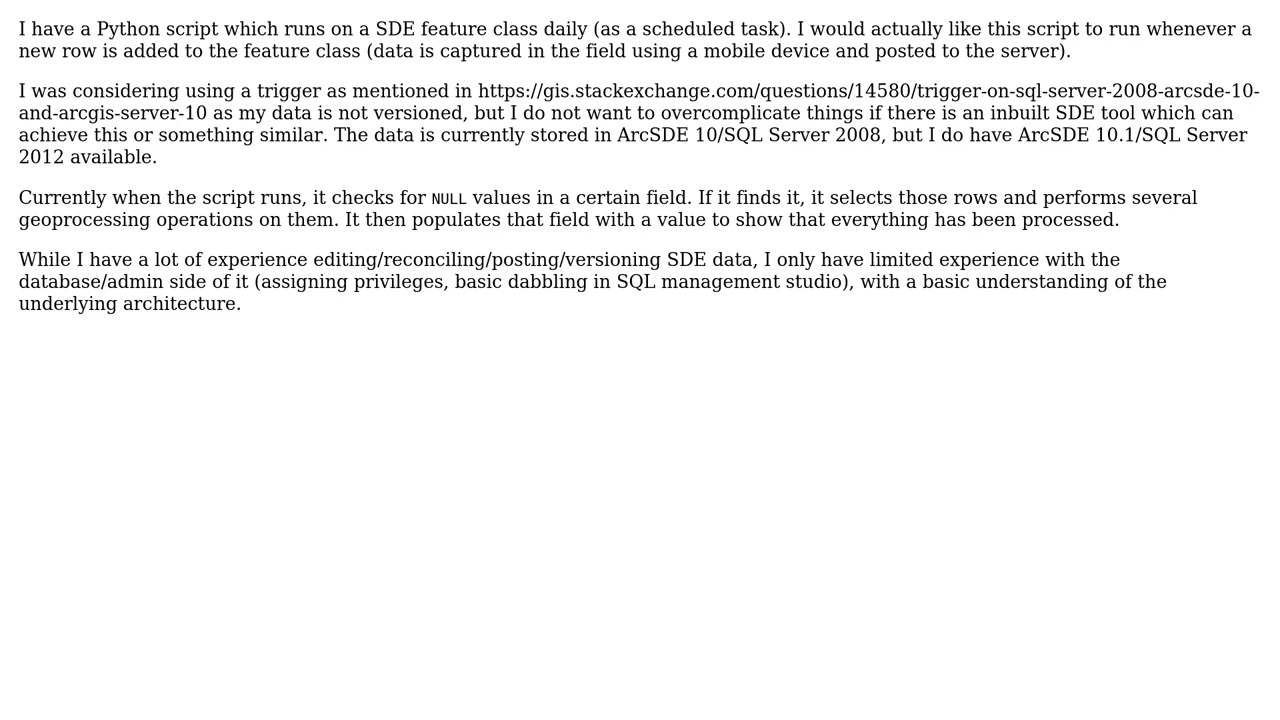 I have a Python script which runs on a SDE feature class daily (as a scheduled task). I would actually like this script to run whenever a
new row is added to the feature class (data is captured in the field using a mobile device and posted to the server).
I was considering using a trigger as mentioned in https://gis.stackexchange.com/questions/14580/trigger-on-sql-server-2008-arcsde-10-
and-arcgis-server-10 as my data is not versioned, but I do not want to overcomplicate things if there is an inbuilt SDE tool which can
achieve this or something similar. The data is currently stored in ArcSDE 10/SQL Server 2008, but I do have ArcSDE 10.1/SQL Server
2012 available.
Currently when the script runs, it checks for NULL values in a certain field. If it finds it, it selects those rows and performs several
geoprocessing operations on them. It then populates that field with a value to show that everything has been processed.
While I have a lot of experience editing/reconciling/posting/versioning SDE data, I only have limited experience with the
database/admin side of it (assigning privileges, basic dabbling in SQL management studio), with a basic understanding of the
underlying architecture.